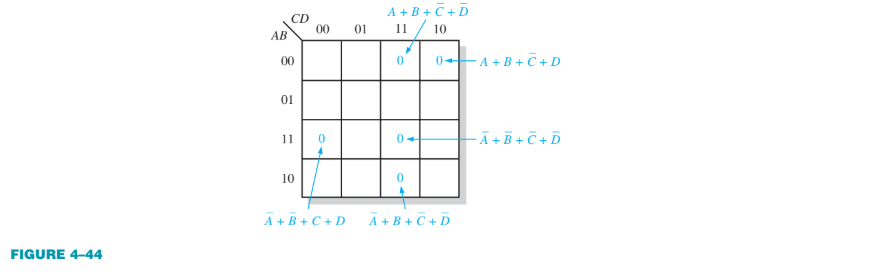 A + B + C̅ + D̅
CD
AB
00 01 11 10
00 0 0 A + B + C̅ + D
01
11 0 0 A̅ + B̅ + C̅ + D̅
10 0
A̅ + B̅ + C + D A̅ + B + C̅ + D̅
FIGURE 4–44